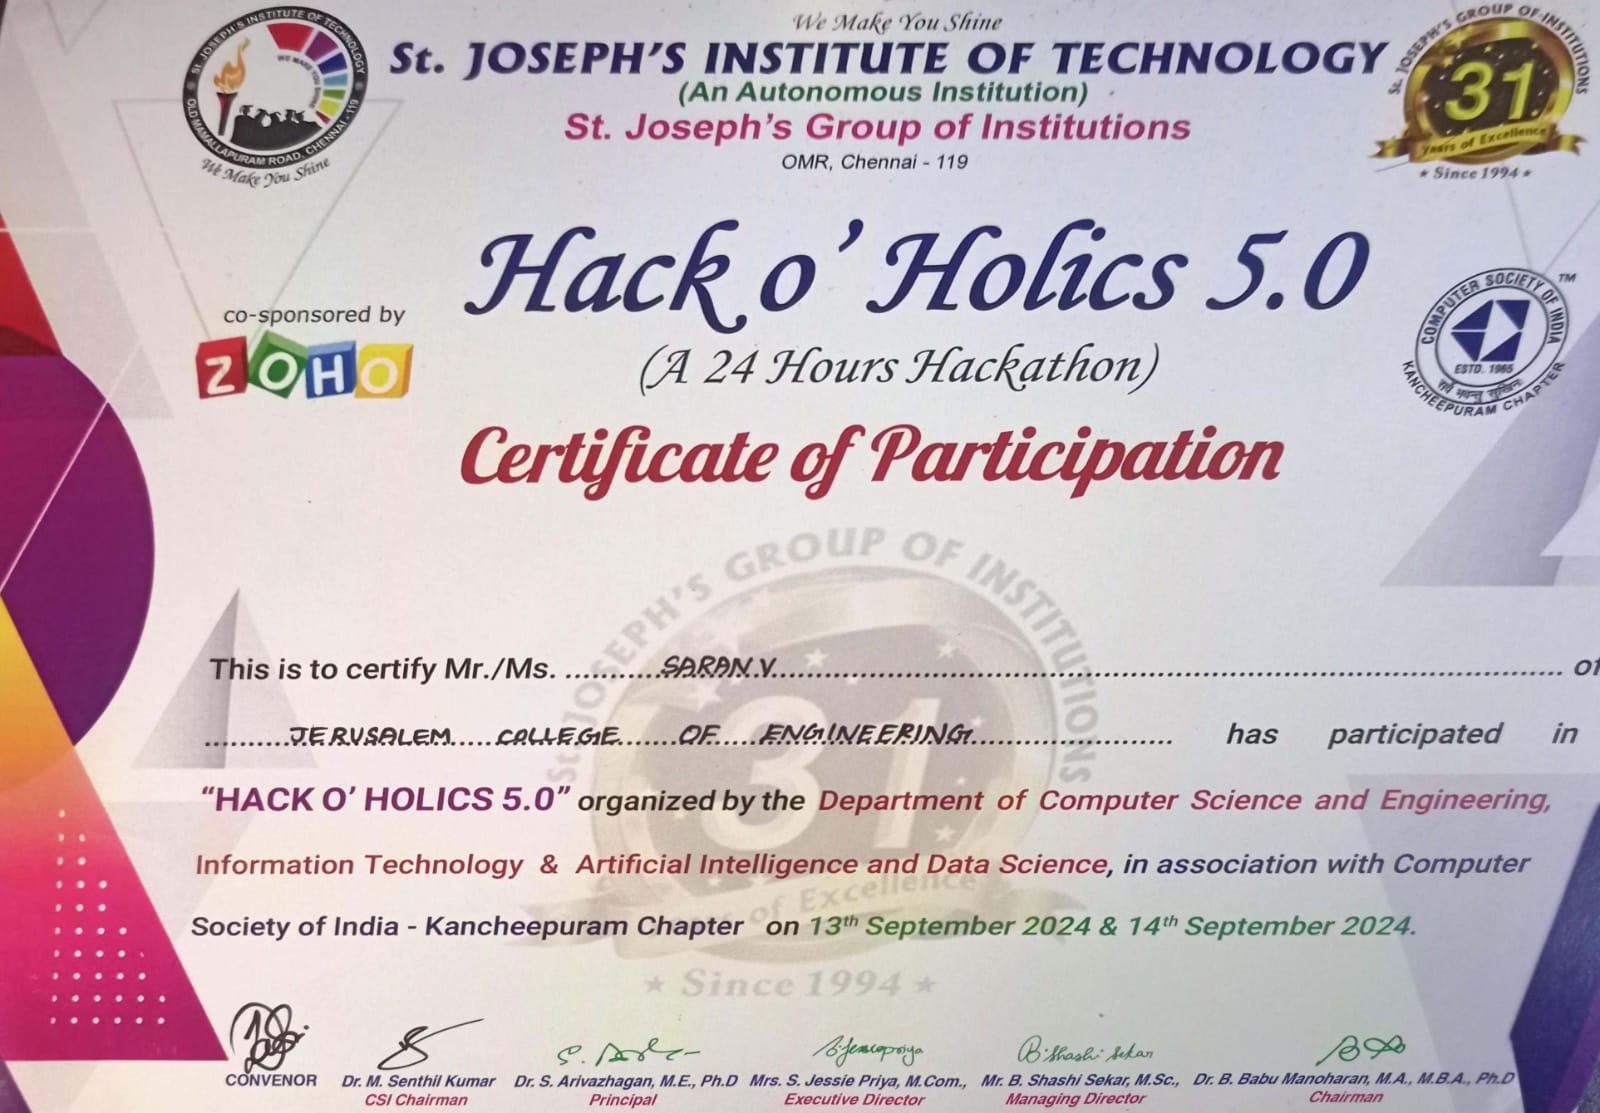 We Make You Shine
St. JOSEPH'S INSTITUTE OF TECHNOLOGY
(An Autonomous Institution)
St. Joseph's Group of Institutions
OMR, Chennai - 119
ST. JOSEPH'S INSTITUTE OF TECHNOLOGY
OLD MAMALLAPURAM ROAD, CHENNAI - 119
WE MAKE YOU SHINE
We Make You Shine
St. JOSEPH'S GROUP OF INSTITUTIONS
31
Years of Excellence
★ Since 1994 ★
Hack o' Holics 5.0
(A 24 Hours Hackathon)
co-sponsored by
ZOHO
COMPUTER SOCIETY OF INDIA TM
ESTD. 1965
सर्वे भवन्तु सुखिनः
KANCHEEPURAM CHAPTER
Certificate of Participation
St. JOSEPH'S GROUP OF INSTITUTIONS
31
of Excellence
★ Since 1994 ★
This is to certify Mr./Ms. SARAN.V of
JERUSALEM COLLEGE OF ENGINEERING has participated in
“HACK O' HOLICS 5.0” organized by the Department of Computer Science and Engineering,
Information Technology & Artificial Intelligence and Data Science, in association with Computer
Society of India - Kancheepuram Chapter on 13th September 2024 & 14th September 2024.
B. Shashi Sekar
CONVENOR
Dr. M. Senthil Kumar
CSI Chairman
Dr. S. Arivazhagan, M.E., Ph.D
Principal
Mrs. S. Jessie Priya, M.Com.,
Executive Director
Mr. B. Shashi Sekar, M.Sc.,
Managing Director
Dr. B. Babu Manoharan, M.A., M.B.A., Ph.D
Chairman